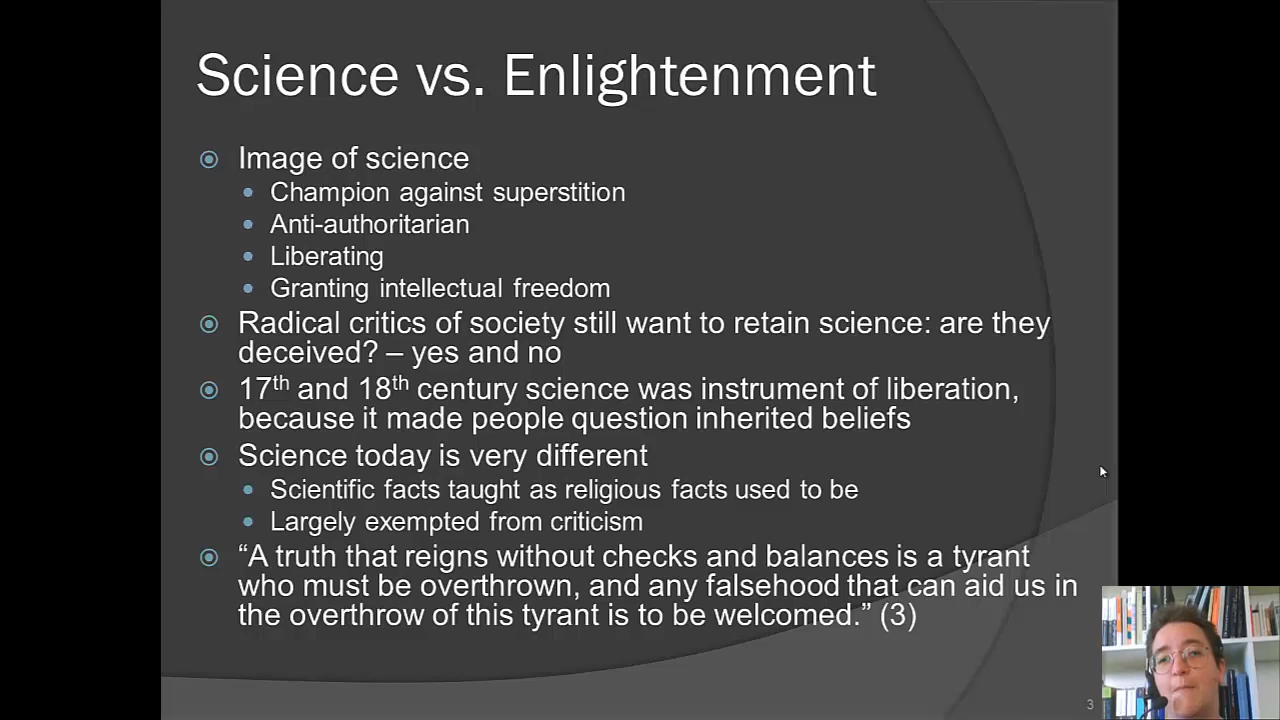 Science vs. Enlightenment
Image of science
Champion against superstition
Anti-authoritarian
Liberating
Granting intellectual freedom
Radical critics of society still want to retain science: are they
deceived? – yes and no
17th and 18th century science was instrument of liberation,
because it made people question inherited beliefs
Science today is very different
Scientific facts taught as religious facts used to be
Largely exempted from criticism
“A truth that reigns without checks and balances is a tyrant
who must be overthrown, and any falsehood that can aid us in
the overthrow of this tyrant is to be welcomed.” (3)
3